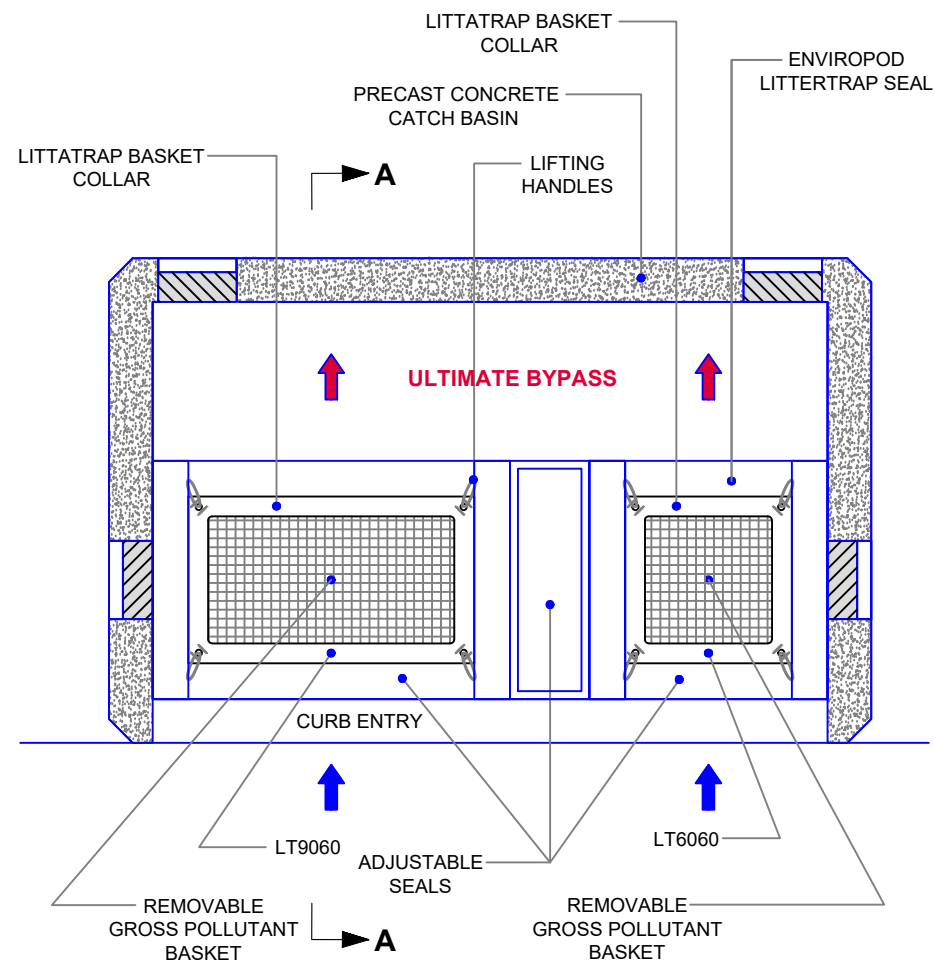 LITTATRAP BASKET
COLLAR
ENVIROPOD
LITTERTRAP SEAL
PRECAST CONCRETE
CATCH BASIN
LITTATRAP BASKET
COLLAR
A
LIFTING
HANDLES
ULTIMATE BYPASS
CURB ENTRY
LT9060
ADJUSTABLE
SEALS
LT6060
REMOVABLE
GROSS POLLUTANT
BASKET
A
REMOVABLE
GROSS POLLUTANT
BASKET